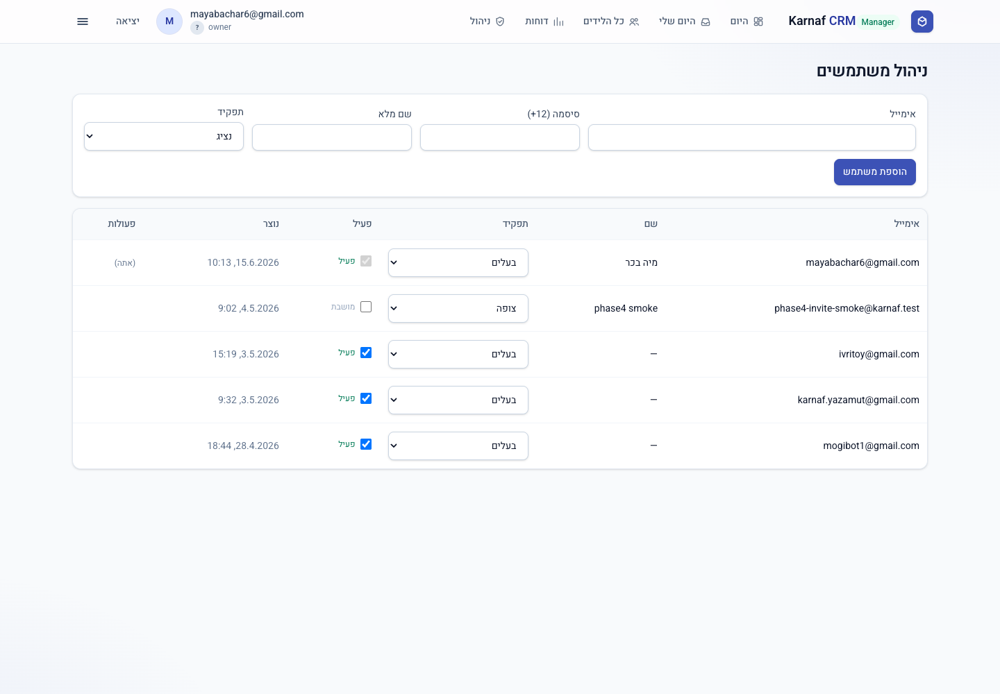 Karnaf CRM Manager
היום
היום שלי
כל הלידים
דוחות
ניהול
mayabachar6@gmail.com
? owner
M
יציאה
ניהול משתמשים
אימייל
סיסמה (12+)
שם מלא
תפקיד
נציג
הוספת משתמש
אימייל שם תפקיד פעיל נוצר פעולות
mayabachar6@gmail.com מיה בכר בעלים פעיל 15.6.2026, 10:13 (אתה)
phase4-invite-smoke@karnaf.test phase4 smoke צופה מושבת 4.5.2026, 9:02
ivritoy@gmail.com — בעלים פעיל 3.5.2026, 15:19
karnaf.yazamut@gmail.com — בעלים פעיל 3.5.2026, 9:32
mogibot1@gmail.com — בעלים פעיל 28.4.2026, 18:44